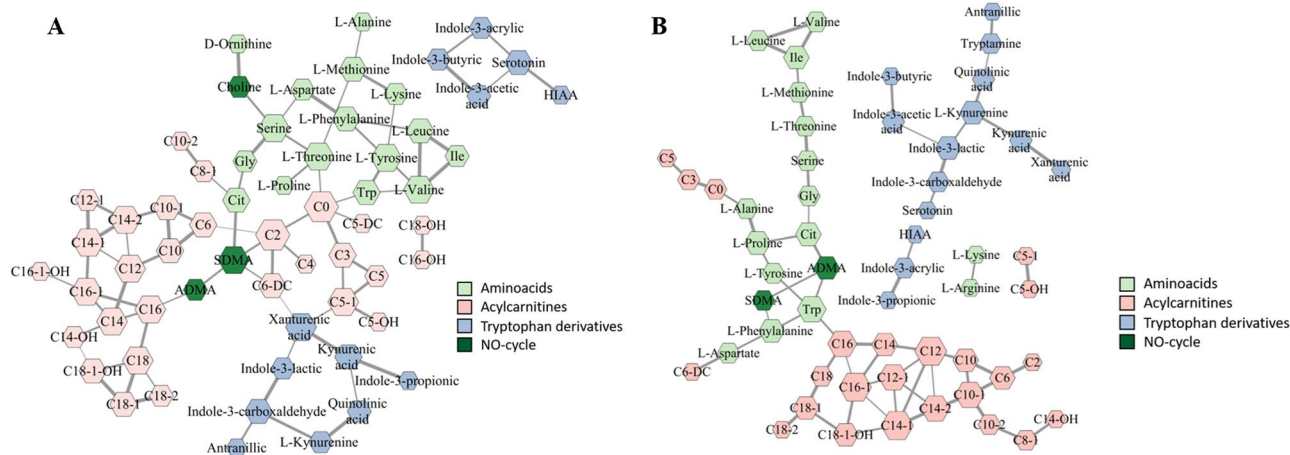 A
L-Alanine
D-Ornithine
Indole-3-acrylic
Indole-3-butyric
Serotonin
L-Methionine
Choline
L-Aspartate
L-Lysine
Indole-3-acetic
acid
HIAA
L-Phenylalanine
Serine
L-Leucine
C10-2
C8-1
Gly
L-Threonine
L-Tyrosine
Ile
L-Proline
Trp
L-Valine
Cit
C12-1
C14-2
C10-1
C6
C0
C5-DC
C18-OH
C14-1
C10
C2
SDMA
C3
C16-OH
C16-1-OH
C12
C4
C5
C16-1
ADMA
C6-DC
C5-1
C14
C16
C5-OH
Xanturenic
acid
C14-OH
Kynurenic
acid
C18-1-OH
C18
Indole-3-lactic
Indole-3-propionic
C18-1
C18-2
Indole-3-carboxaldehyde
Quinolinic
acid
Antranillic
L-Kynurenine
Aminoacids
Acylcarnitines
Tryptophan derivatives
NO-cycle
B
L-Valine
L-Leucine
Ile
Antranillic
Tryptamine
Indole-3-butyric
Quinolinic
acid
L-Methionine
L-Kynurenine
Indole-3-acetic
acid
L-Threonine
Kynurenic
acid
Indole-3-lactic
C5
Serine
Xanturenic
acid
C3
C0
Indole-3-carboxaldehyde
L-Alanine
Gly
Serotonin
L-Proline
Cit
HIAA
L-Tyrosine
ADMA
Indole-3-acrylic
L-Lysine
C5-1
L-Arginine
C5-OH
SDMA
Indole-3-propionic
Trp
L-Phenylalanine
L-Aspartate
C6-DC
C16
C14
C12
C10
C2
C18
C16-1
C12-1
C6
C10-1
C18-1
C14-2
C18-2
C18-1-OH
C14-1
C10-2
C14-OH
C8-1
Aminoacids
Acylcarnitines
Tryptophan derivatives
NO-cycle